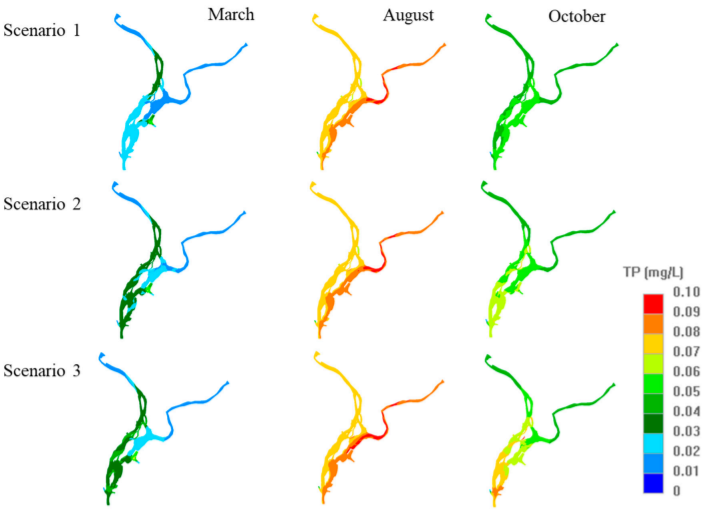 March August October
Scenario 1
Scenario 2
Scenario 3
TP (mg/L)
0.10
0.09
0.08
0.07
0.06
0.05
0.04
0.03
0.02
0.01
0